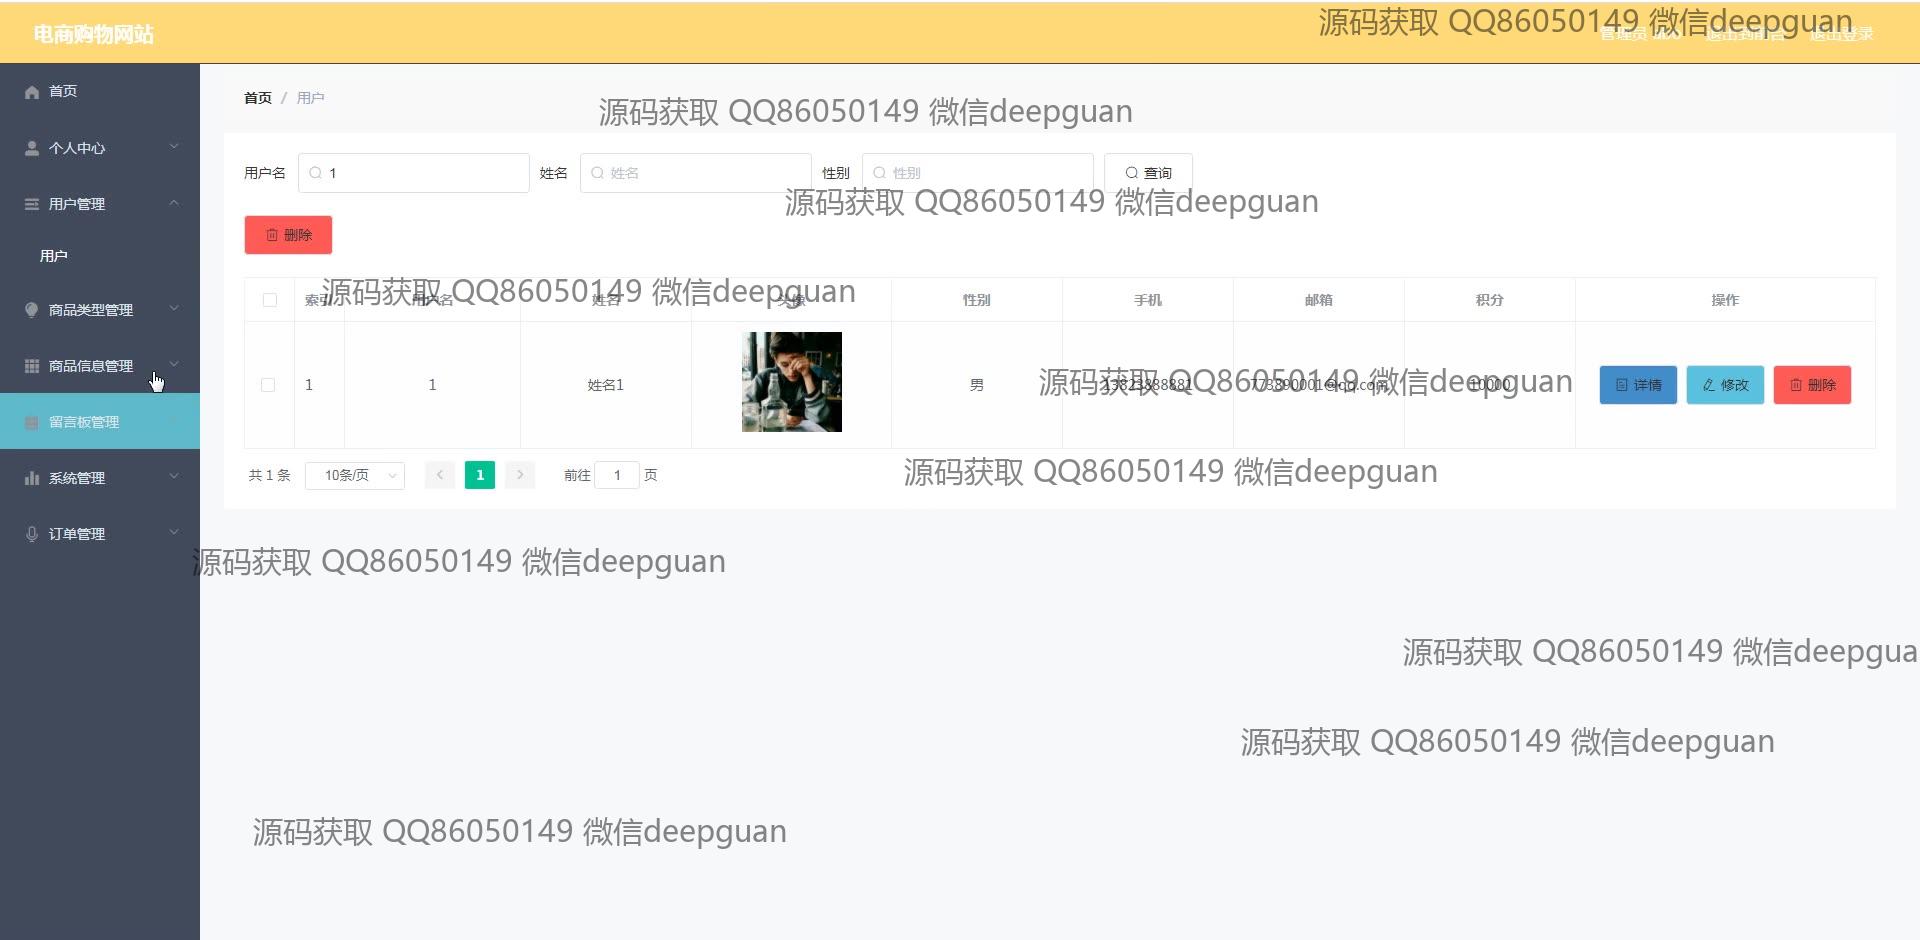 电商购物网站
源码获取 QQ86050149 微信deepguan
管理员 abo 退出到前台 退出登录
首页
个人中心
用户管理
用户
商品类型管理
商品信息管理
留言板管理
系统管理
订单管理
首页 / 用户
源码获取 QQ86050149 微信deepguan
用户名 1 姓名 姓名 性别 性别 查询
源码获取 QQ86050149 微信deepguan
删除
源码获取 QQ86050149 微信deepguan
索引 用户名 姓名 头像 性别 手机 邮箱 积分 操作
1 1 姓名1 男 13823888881 773890001@qq.com 10000 详情 修改 删除
源码获取 QQ86050149 微信deepguan
共 1 条 10条/页 1 前往 1 页
源码获取 QQ86050149 微信deepguan
源码获取 QQ86050149 微信deepguan
源码获取 QQ86050149 微信deepgua
源码获取 QQ86050149 微信deepguan
源码获取 QQ86050149 微信deepguan